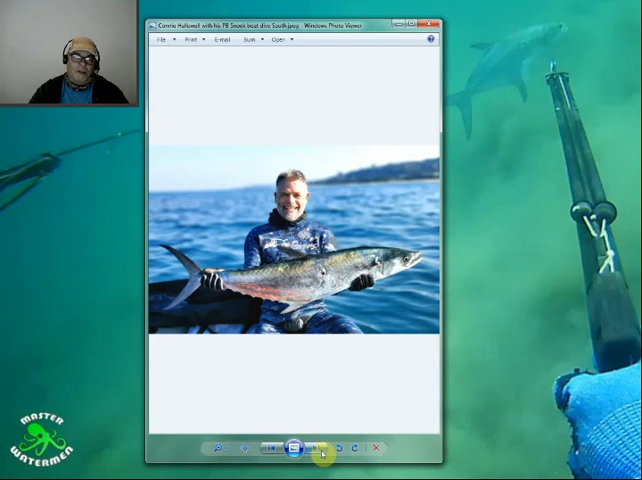 Connie Hallowell with his PB Snoek boat dive South.jpeg - Windows Photo Viewer
File Print E-mail Burn Open
MASTER
WATERMEN